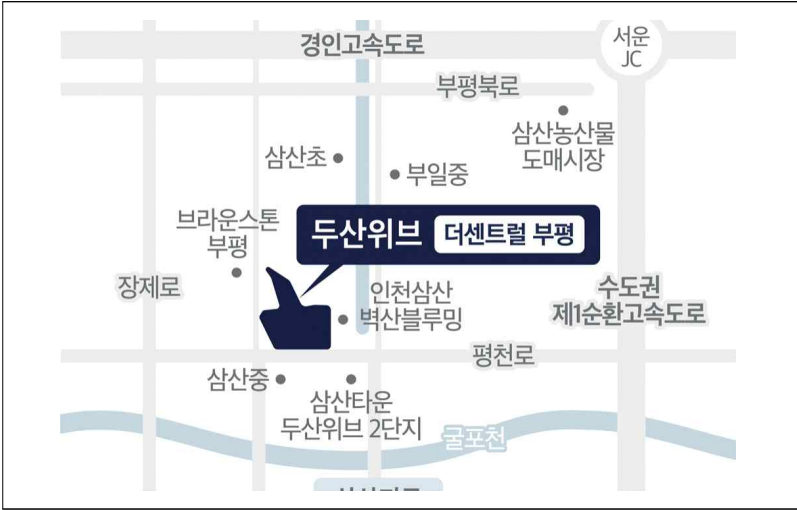 경인고속도로
서운
JC
부평북로
삼산농산물
도매시장
삼산초
부일중
브라운스톤
부평
두산위브 더센트럴 부평
장제로
인천삼산
벽산블루밍
수도권
제1순환고속도로
평천로
삼산중
삼산타운
두산위브 2단지
굴포천